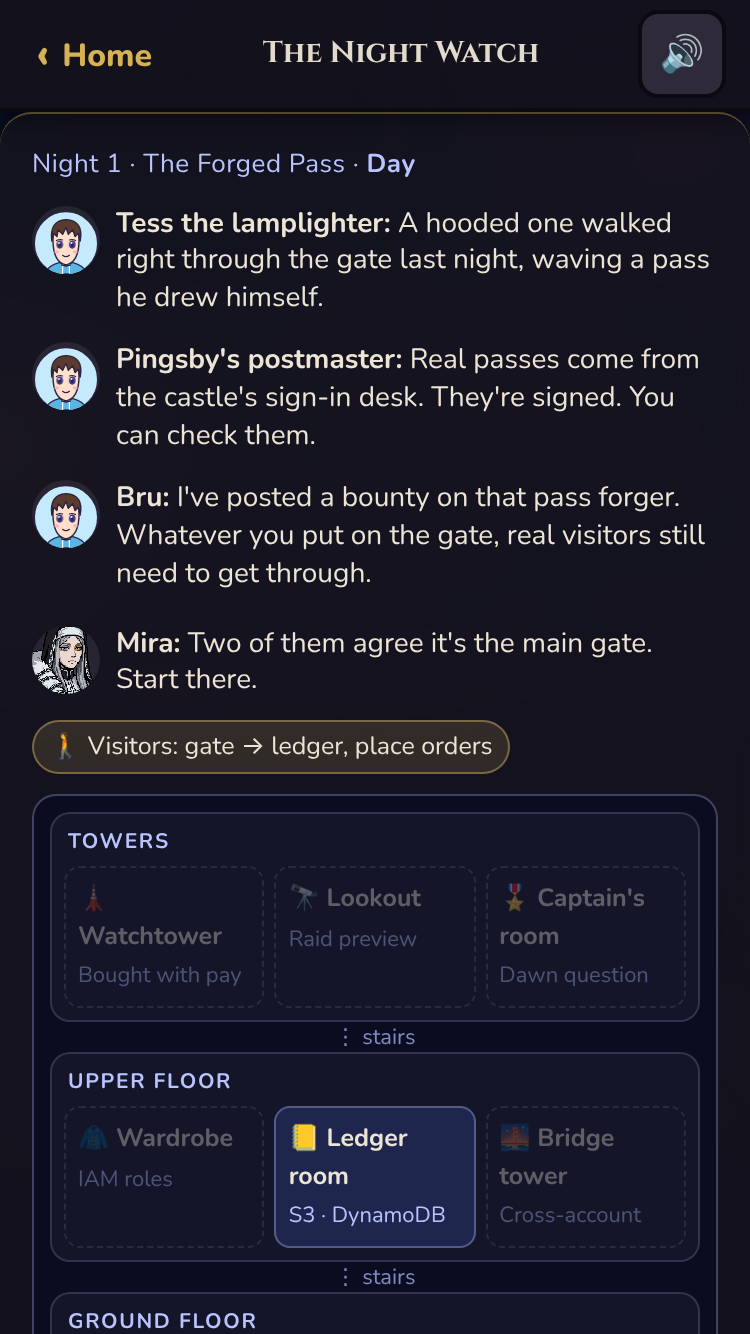 ‹ Home
The Night Watch
Night 1 · The Forged Pass · Day
Tess the lamplighter: A hooded one walked
right through the gate last night, waving a pass
he drew himself.
Pingsby's postmaster: Real passes come from
the castle's sign-in desk. They're signed. You
can check them.
Bru: I've posted a bounty on that pass forger.
Whatever you put on the gate, real visitors still
need to get through.
Mira: Two of them agree it's the main gate.
Start there.
Visitors: gate → ledger, place orders
TOWERS
Watchtower
Bought with pay
Lookout
Raid preview
Captain's
room
Dawn question
⋮ stairs
UPPER FLOOR
Wardrobe
IAM roles
Ledger
room
S3 · DynamoDB
Bridge
tower
Cross-account
⋮ stairs
GROUND FLOOR